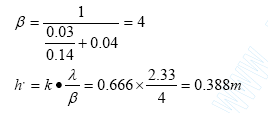 β = 1 / (0.03/0.14 + 0.04) = 4
h· = k • λ/β = 0.666 × 2.33/4 = 0.388m